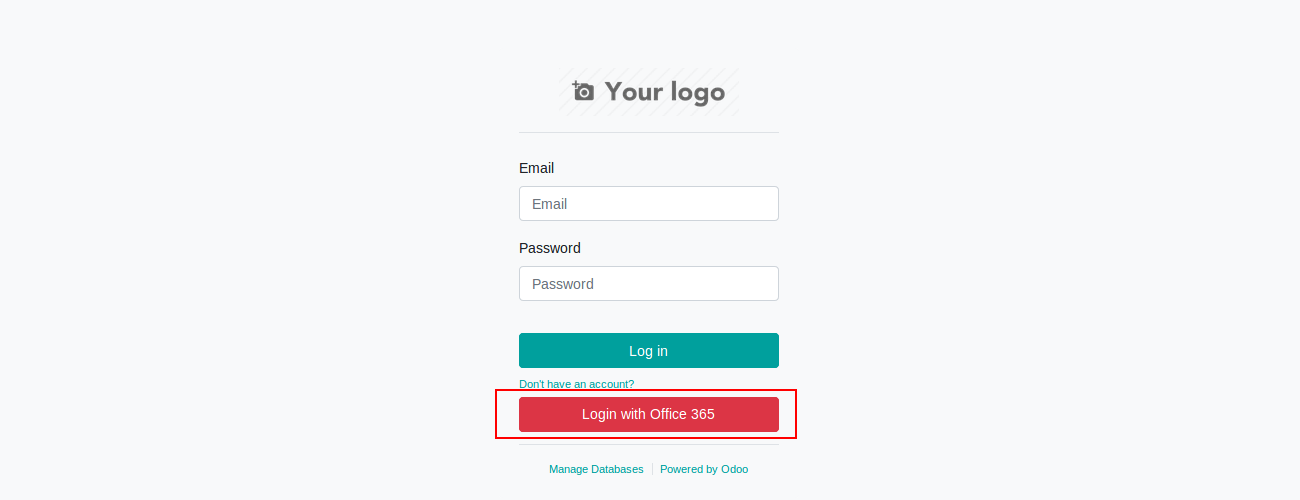 Your logo
Email
Email
Password
Password
Log in
Don't have an account?
Login with Office 365
Manage Databases
Powered by Odoo